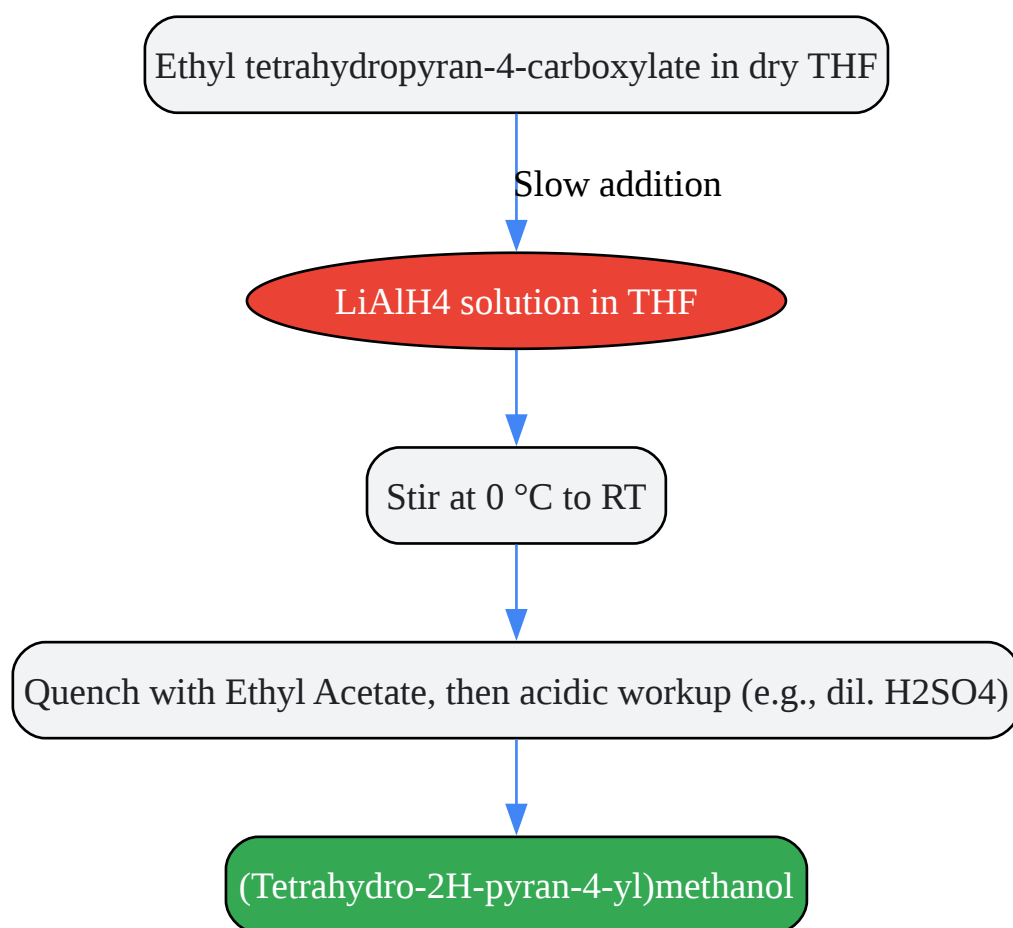 Ethyl tetrahydropyran-4-carboxylate in dry THF
Slow addition
LiAlH4 solution in THF
Stir at 0 °C to RT
Quench with Ethyl Acetate, then acidic workup (e.g., dil. H2SO4)
(Tetrahydro-2H-pyran-4-yl)methanol